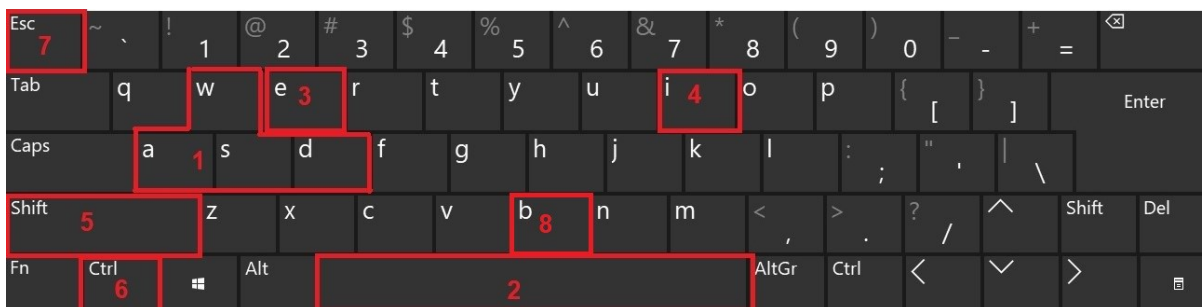 Esc 7 ~ ` ! 1 @ 2 # 3 $ 4 % 5 ^ 6 & 7 * 8 ( 9 ) 0 _ - + =
Tab q w e 3 r t y u i 4 o p { [ } ] Enter
Caps a 1 s d f g h j k l : ; " ' | \
Shift 5 z x c v b 8 n m < , > . ? / Shift Del
Fn Ctrl 6 Alt 2 AltGr Ctrl